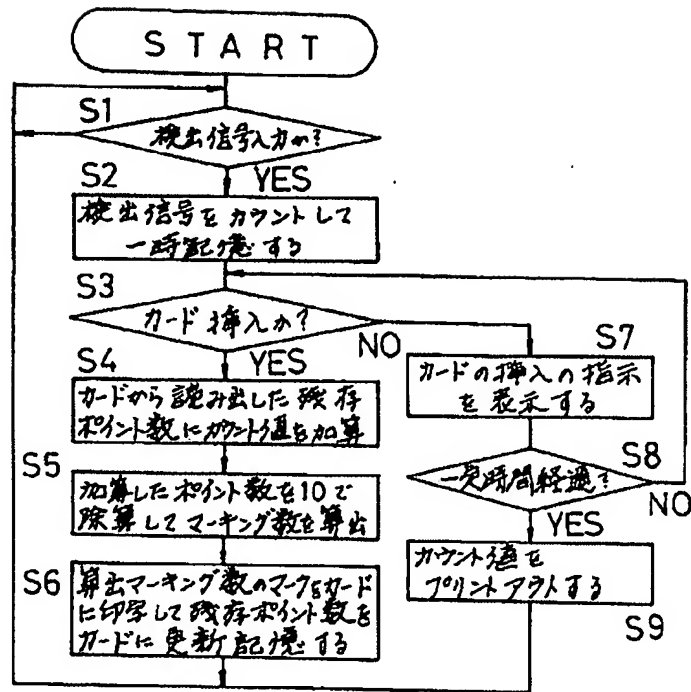 START
S1
検出信号入力か?
S2
YES
検出信号をカウントして
一時記憶する
S3
カード挿入か?
NO
S4
YES
カードから読み出した残存
ポイント数にカウント値を加算
S5
加算したポイント数を10で
除算してマーキング数を算出
S6
算出マーキング数のマークをカード
に印字して残存ポイント数を
カードに更新記憶する
S7
カードの挿入の指示
を表示する
S8
一定時間経過?
NO
YES
カウント値を
プリントアウトする
S9